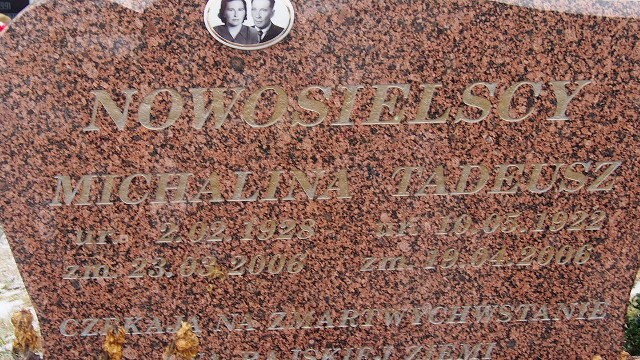 NOWOSIELSCY
MICHALINA TADEUSZ
ur. 2.02.1928 ur. 10.05.1922
zm. 23.03.2006 zm. 19.04.2006
CZEKAJĄ NA ZMARTWYCHWSTANIE
RAJSKIEJ ZIEMI